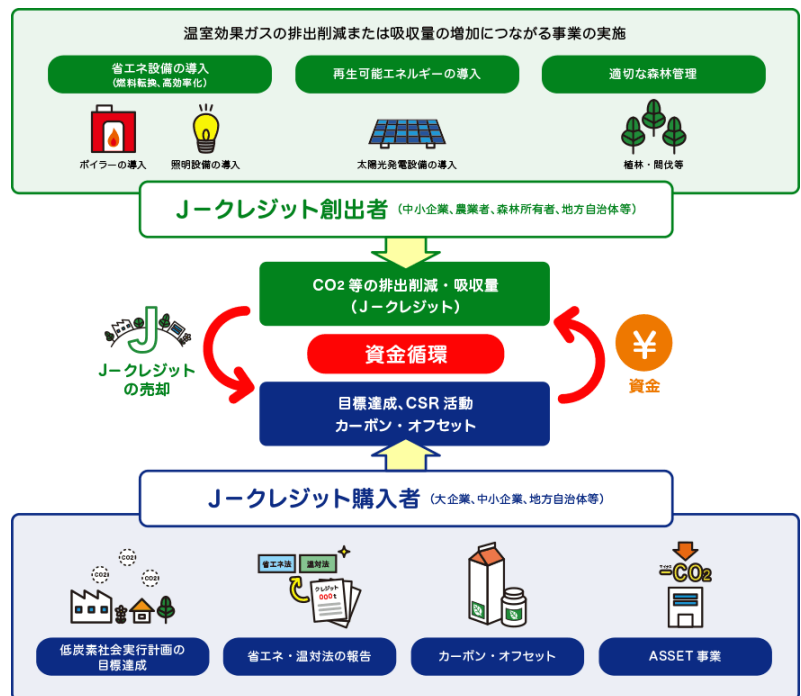 温室効果ガスの排出削減または吸収量の増加につながる事業の実施
省エネ設備の導入
（燃料転換、高効率化）
再生可能エネルギーの導入
適切な森林管理
ボイラーの導入
照明設備の導入
太陽光発電設備の導入
植林・間伐等
Jークレジット創出者（中小企業、農業者、森林所有者、地方自治体等）
CO2 等の排出削減・吸収量
（Jークレジット）
J
Jークレジット
の売却
資金循環
¥
資金
目標達成、CSR 活動
カーボン・オフセット
Jークレジット購入者（大企業、中小企業、地方自治体等）
CO2
CO2
CO2
省エネ法
温対法
クレジット
000t
マイナス
ーCO2
低炭素社会実行計画の
目標達成
省エネ・温対法の報告
カーボン・オフセット
ASSET 事業